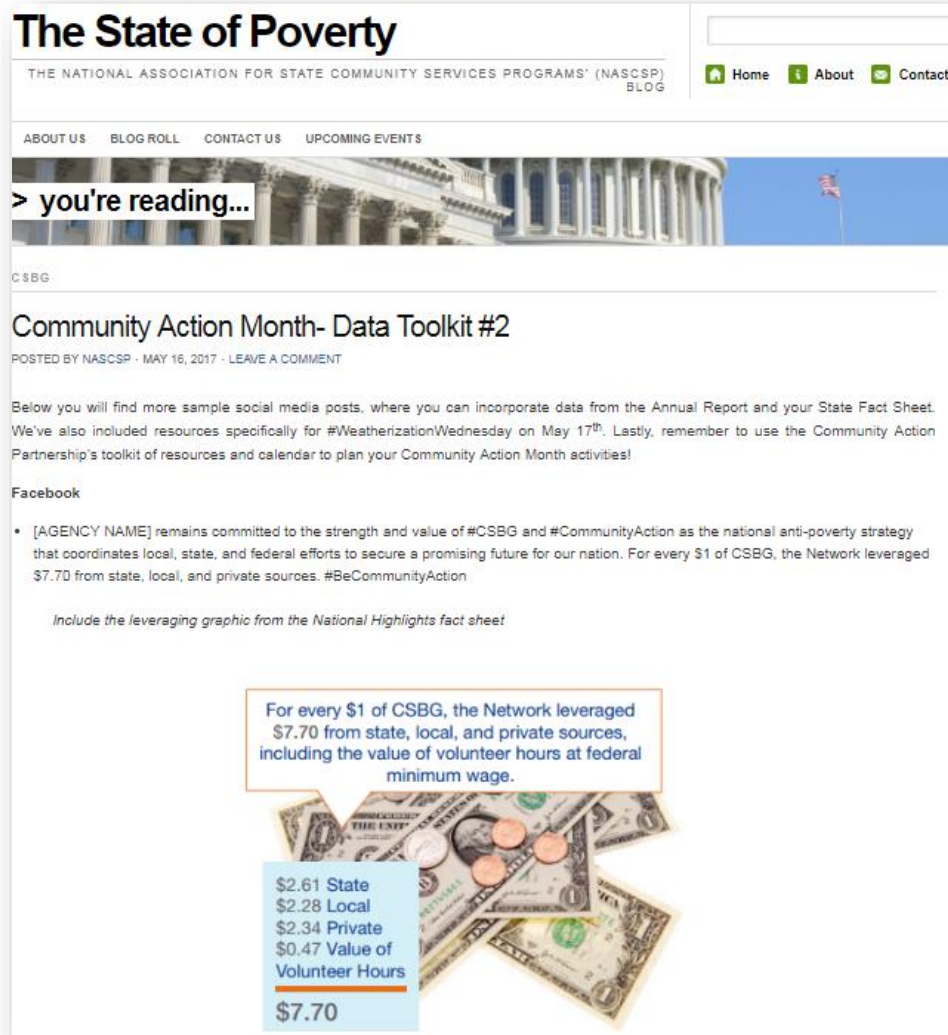 The State of Poverty
THE NATIONAL ASSOCIATION FOR STATE COMMUNITY SERVICES PROGRAMS' (NASCSP)
BLOG
Home About Contact
ABOUT US BLOG ROLL CONTACT US UPCOMING EVENTS
> you're reading...
CSBG
Community Action Month- Data Toolkit #2
POSTED BY NASCSP · MAY 16, 2017 · LEAVE A COMMENT
Below you will find more sample social media posts, where you can incorporate data from the Annual Report and your State Fact Sheet.
We've also included resources specifically for #WeatherizationWednesday on May 17th. Lastly, remember to use the Community Action
Partnership's toolkit of resources and calendar to plan your Community Action Month activities!
Facebook
• [AGENCY NAME] remains committed to the strength and value of #CSBG and #CommunityAction as the national anti-poverty strategy
that coordinates local, state, and federal efforts to secure a promising future for our nation. For every $1 of CSBG, the Network leveraged
$7.70 from state, local, and private sources. #BeCommunityAction
Include the leveraging graphic from the National Highlights fact sheet
For every $1 of CSBG, the Network leveraged
$7.70 from state, local, and private sources,
including the value of volunteer hours at federal
minimum wage.
$2.61 State
$2.28 Local
$2.34 Private
$0.47 Value of
Volunteer Hours
$7.70